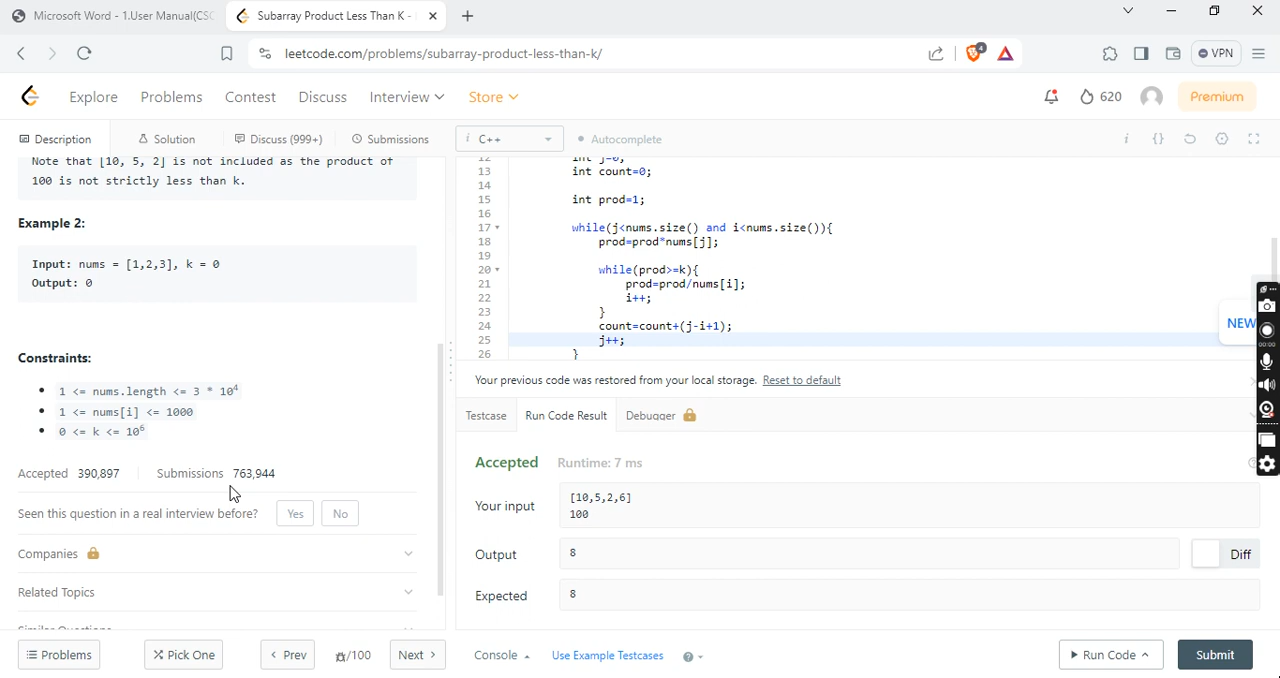 Microsoft Word - 1.User Manual(CSC
Subarray Product Less Than K -
leetcode.com/problems/subarray-product-less-than-k/
4
VPN
Explore Problems Contest Discuss Interview Store
620
Premium
Description Solution Discuss (999+) Submissions
i C++ Autocomplete
Note that [10, 5, 2] is not included as the product of
100 is not strictly less than k.
Example 2:
Input: nums = [1,2,3], k = 0
Output: 0
Constraints:
1 <= nums.length <= 3 * 10⁴
1 <= nums[i] <= 1000
0 <= k <= 10⁶
Accepted 390,897 Submissions 763,944
Seen this question in a real interview before? Yes No
Companies
Related Topics
Similar Questions
Problems Pick One Prev /100 Next
12 int j=0;
13 int count=0;
14
15 int prod=1;
16
17 while(j<nums.size() and i<nums.size()){
18 prod=prod*nums[j];
19
20 while(prod>=k){
21 prod=prod/nums[i];
22 i++;
23 }
24 count=count+(j-i+1);
25 j++;
26 }
NEW
00:00
Your previous code was restored from your local storage. Reset to default
Testcase Run Code Result Debugger
Accepted Runtime: 7 ms
Your input
[10,5,2,6]
100
Output 8 Diff
Expected 8
Console Use Example Testcases
Run Code Submit